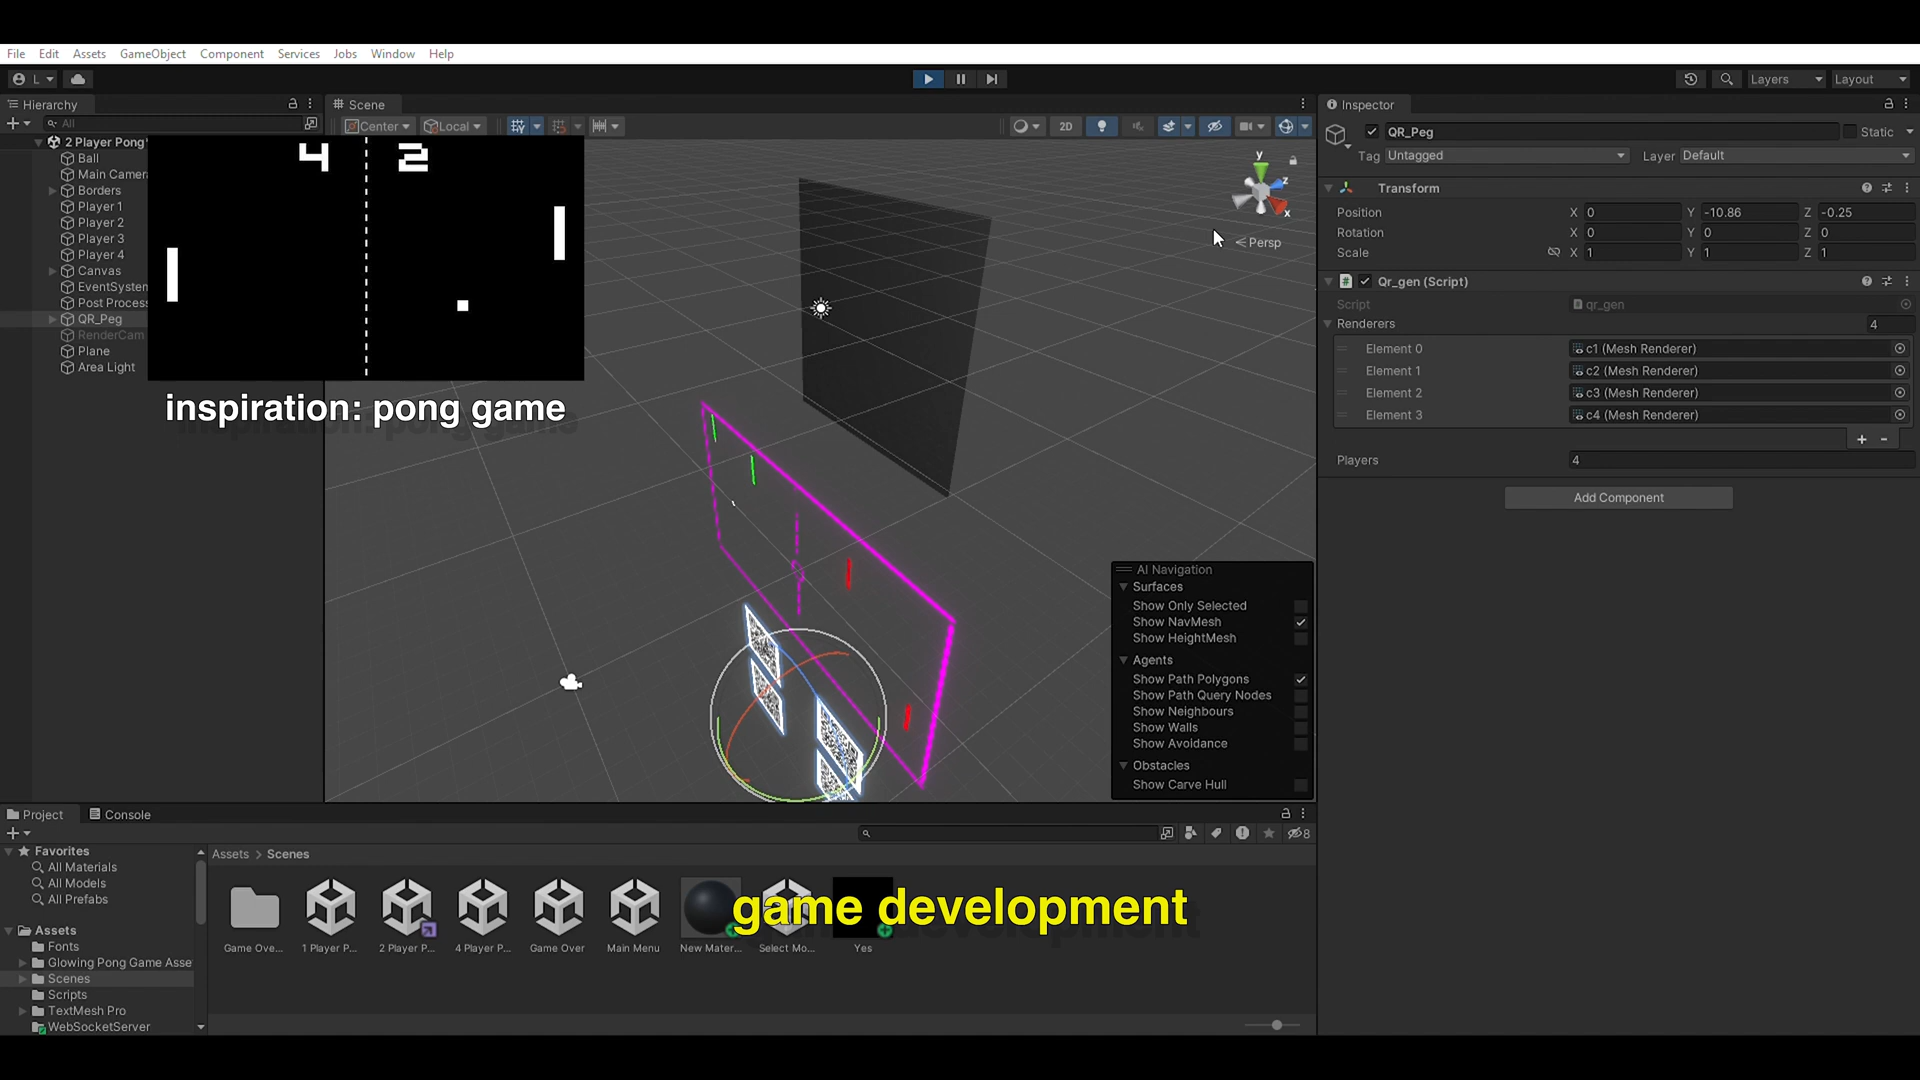 File Edit Assets GameObject Component Services Jobs Window Help
L Layers Layout
Hierarchy
All
2 Player Pong
Ball
Main Camera
Borders
Player 1
Player 2
Player 3
Player 4
Canvas
EventSystem
Post Process
QR_Peg
RenderCam
Plane
Area Light
4 2
inspiration: pong game
Scene
Center Local 2D
y
z
x
Persp
AI Navigation
Surfaces
Show Only Selected
Show NavMesh
Show HeightMesh
Agents
Show Path Polygons
Show Path Query Nodes
Show Neighbours
Show Walls
Show Avoidance
Obstacles
Show Carve Hull
Inspector
QR_Peg Static
Tag Untagged Layer Default
Transform
Position X 0 Y -10.86 Z -0.25
Rotation X 0 Y 0 Z 0
Scale X 1 Y 1 Z 1
Qr_gen (Script)
Script qr_gen
Renderers 4
Element 0 c1 (Mesh Renderer)
Element 1 c2 (Mesh Renderer)
Element 2 c3 (Mesh Renderer)
Element 3 c4 (Mesh Renderer)
Players 4
Add Component
Project Console
8
Favorites
All Materials
All Models
All Prefabs
Assets
Fonts
Glowing Pong Game Asse
Scenes
Scripts
TextMesh Pro
WebSocketServer
Assets > Scenes
Game Ove... 1 Player P... 2 Player P... 4 Player P... Game Over Main Menu New Mater... Select Mo... Yes
game development